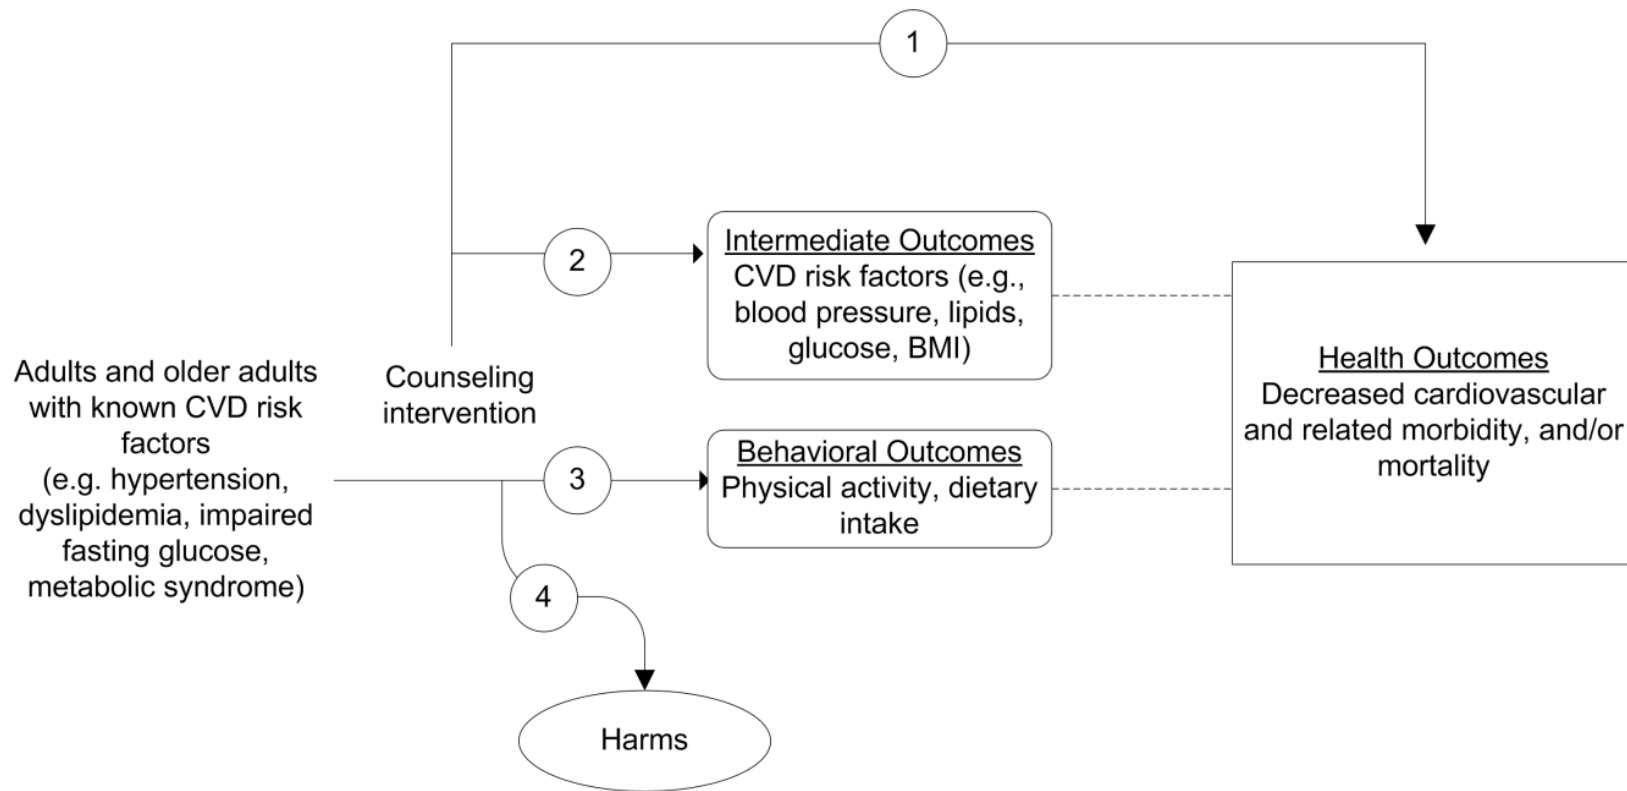 1
2
Intermediate Outcomes
CVD risk factors (e.g.,
blood pressure, lipids,
glucose, BMI)
Health Outcomes
Decreased cardiovascular
and related morbidity, and/or
mortality
Adults and older adults
with known CVD risk
factors
(e.g. hypertension,
dyslipidemia, impaired
fasting glucose,
metabolic syndrome)
Counseling
intervention
3
Behavioral Outcomes
Physical activity, dietary
intake
4
Harms